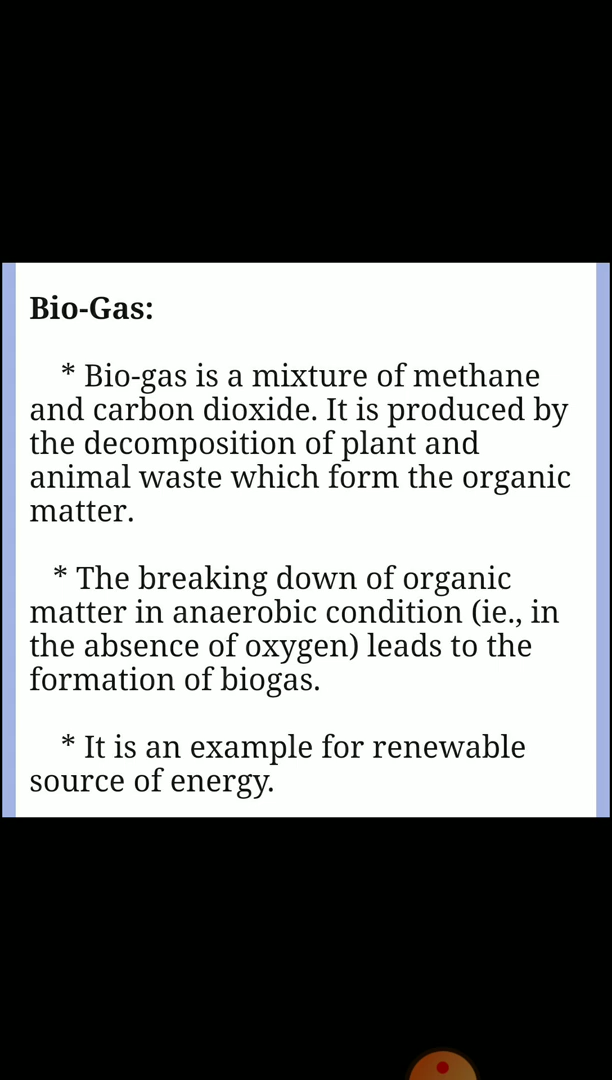 Bio-Gas:
* Bio-gas is a mixture of methane
and carbon dioxide. It is produced by
the decomposition of plant and
animal waste which form the organic
matter.
* The breaking down of organic
matter in anaerobic condition (ie., in
the absence of oxygen) leads to the
formation of biogas.
* It is an example for renewable
source of energy.